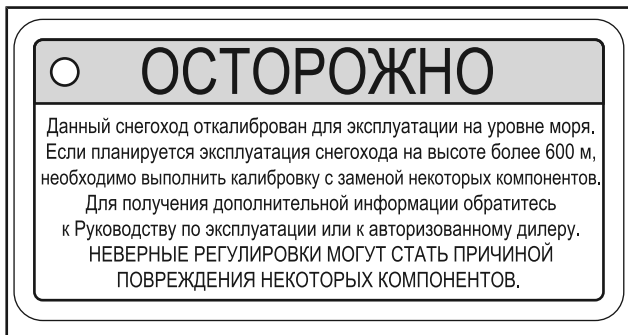 ОСТОРОЖНО
Данный снегоход откалиброван для эксплуатации на уровне моря.
Если планируется эксплуатация снегохода на высоте более 600 м,
необходимо выполнить калибровку с заменой некоторых компонентов.
Для получения дополнительной информации обратитесь
к Руководству по эксплуатации или к авторизованному дилеру.
НЕВЕРНЫЕ РЕГУЛИРОВКИ МОГУТ СТАТЬ ПРИЧИНОЙ
ПОВРЕЖДЕНИЯ НЕКОТОРЫХ КОМПОНЕНТОВ.